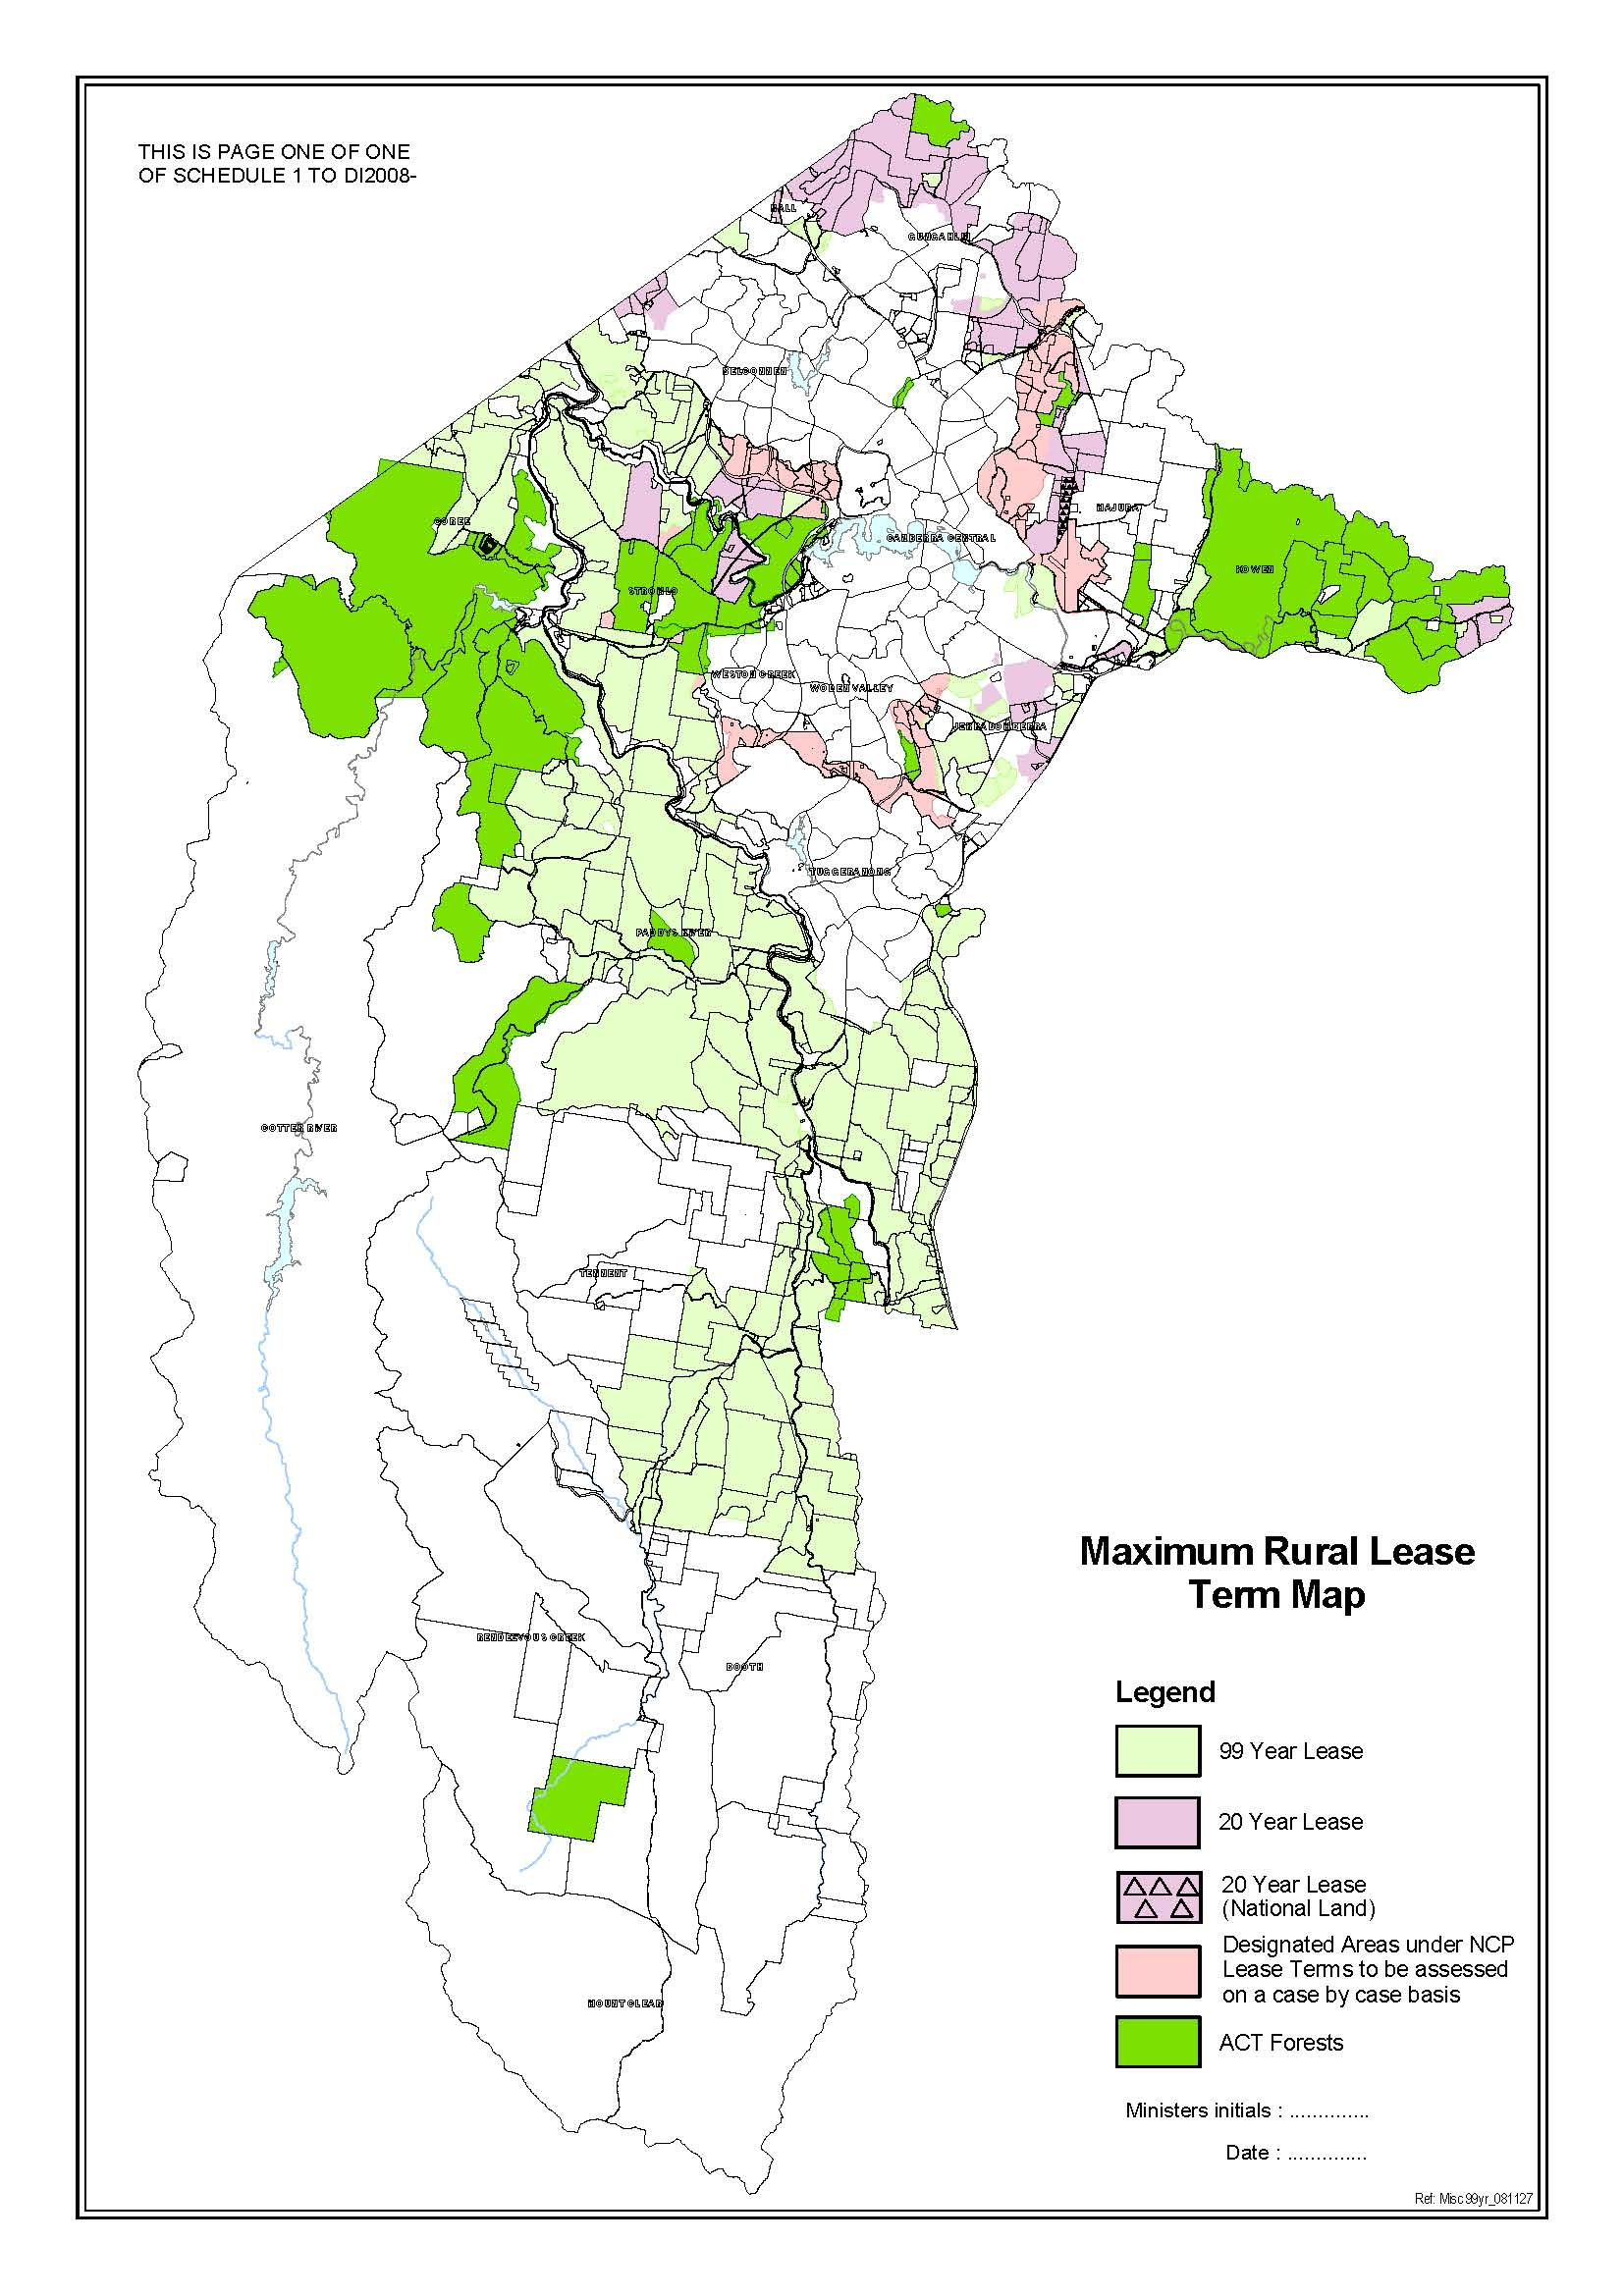 THIS IS PAGE ONE OF ONE
OF SCHEDULE 1 TO DI2008-
HALL
GUNGAHLIN
BELCONNEN
COREE
MAJURA
CANBERRA CENTRAL
KOWEN
STROMLO
WESTON CREEK
WODEN VALLEY
JERRABOMBERRA
TUGGERANONG
PADDYS RIVER
COTTER RIVER
TENNENT
RENDEZVOUS CREEK
BOOTH
MOUNT CLEAR
Maximum Rural Lease
Term Map
Legend
99 Year Lease
20 Year Lease
20 Year Lease
(National Land)
Designated Areas under NCP
Lease Terms to be assessed
on a case by case basis
ACT Forests
Ministers initials : ..............
Date : ..............
Ref: Misc99yr_081127